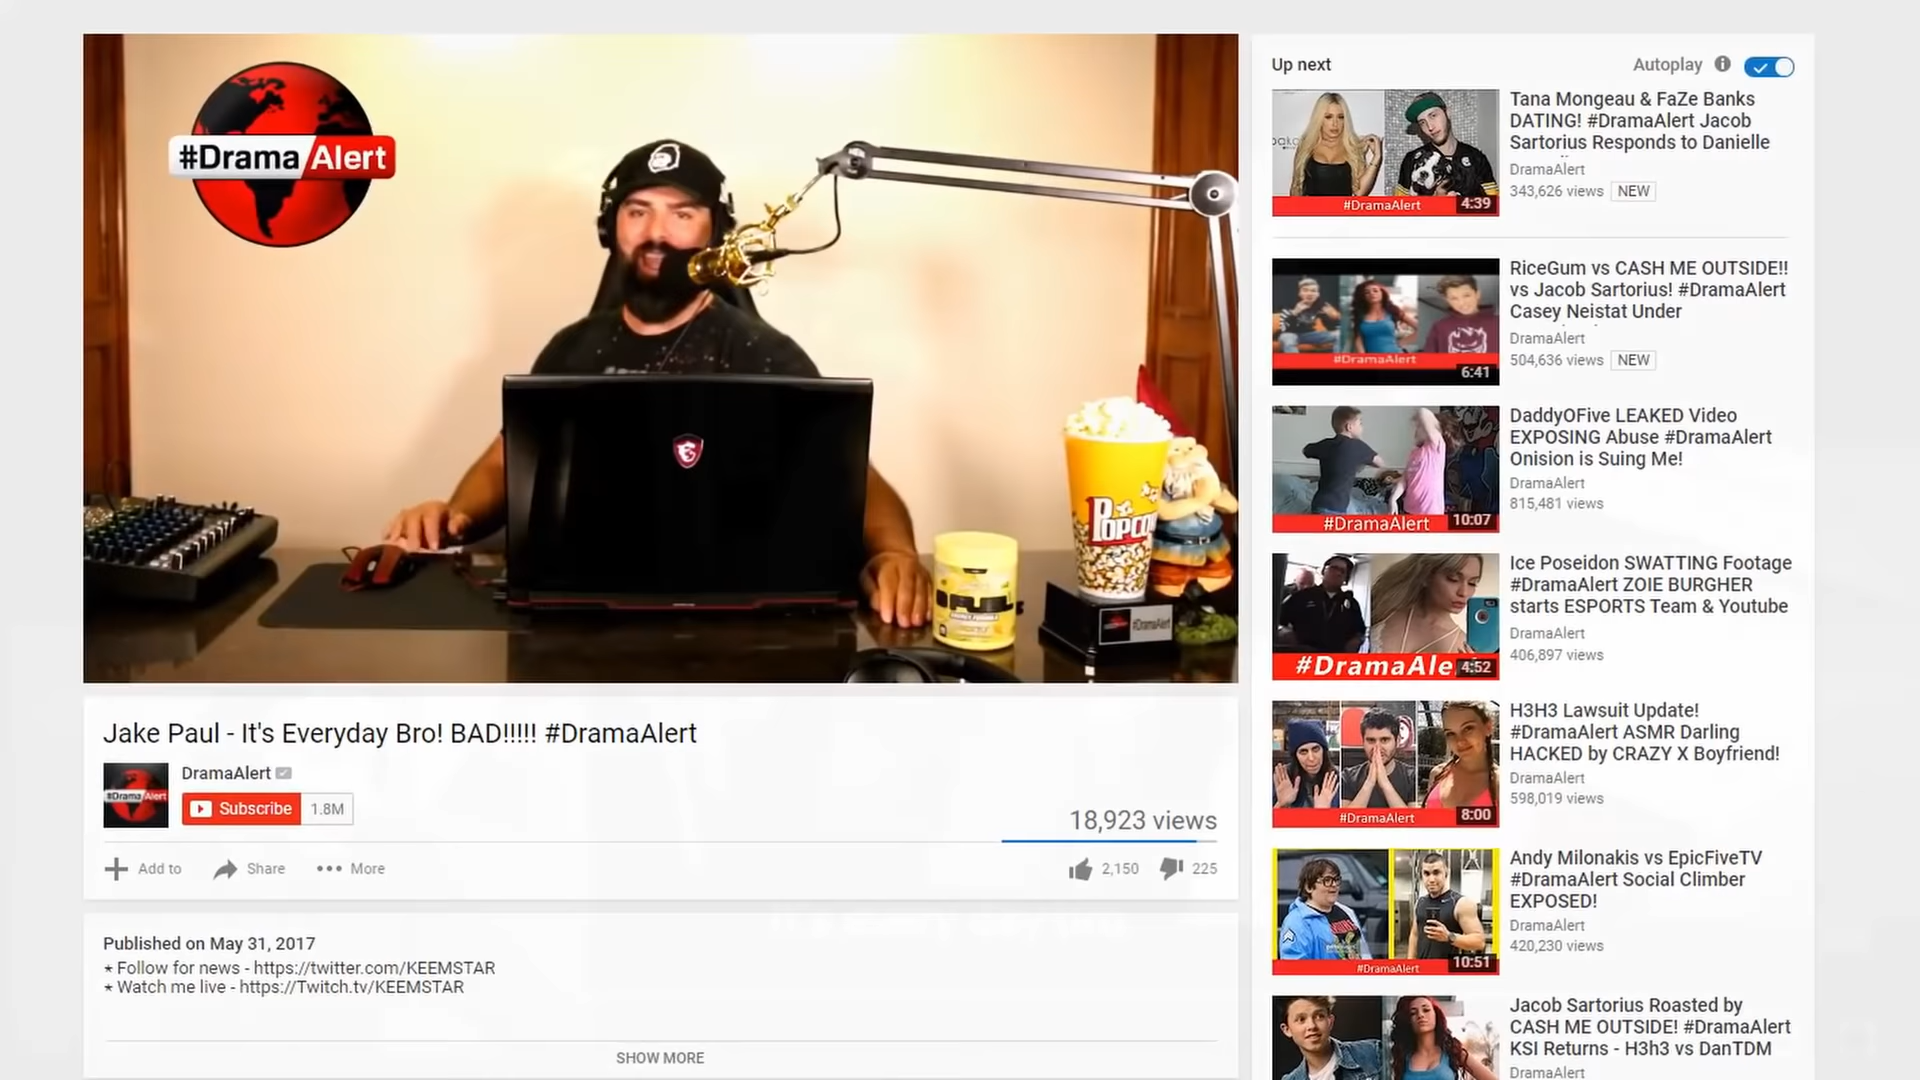 #DramaAlert
POPCO
#DramaAlert
Jake Paul - It's Everyday Bro! BAD!!!!! #DramaAlert
#DramaAlert
DramaAlert
Subscribe
1.8M
18,923 views
Add to
Share
More
2,150
225
Published on May 31, 2017
★ Follow for news - https://twitter.com/KEEMSTAR
★ Watch me live - https://Twitch.tv/KEEMSTAR
SHOW MORE
Up next
Autoplay
#DramaAlert
4:39
Tana Mongeau & FaZe Banks
DATING! #DramaAlert Jacob
Sartorius Responds to Danielle
DramaAlert
343,626 views NEW
#DramaAlert
6:41
RiceGum vs CASH ME OUTSIDE!!
vs Jacob Sartorius! #DramaAlert
Casey Neistat Under
DramaAlert
504,636 views NEW
#DramaAlert
10:07
DaddyOFive LEAKED Video
EXPOSING Abuse #DramaAlert
Onision is Suing Me!
DramaAlert
815,481 views
#DramaAle
4:52
Ice Poseidon SWATTING Footage
#DramaAlert ZOIE BURGHER
starts ESPORTS Team & Youtube
DramaAlert
406,897 views
#DramaAlert
8:00
H3H3 Lawsuit Update!
#DramaAlert ASMR Darling
HACKED by CRAZY X Boyfriend!
DramaAlert
598,019 views
#DramaAlert
10:51
Andy Milonakis vs EpicFiveTV
#DramaAlert Social Climber
EXPOSED!
DramaAlert
420,230 views
Jacob Sartorius Roasted by
CASH ME OUTSIDE! #DramaAlert
KSI Returns - H3h3 vs DanTDM
DramaAlert